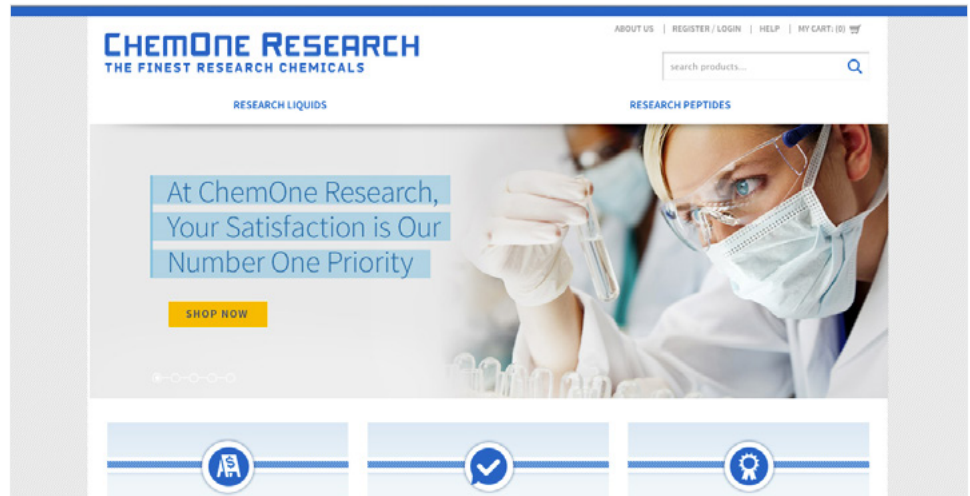 ChemOne Research
THE FINEST RESEARCH CHEMICALS
ABOUT US | REGISTER / LOGIN | HELP | MY CART: (0)
search products...
RESEARCH LIQUIDS
RESEARCH PEPTIDES
At ChemOne Research,
Your Satisfaction is Our
Number One Priority
SHOP NOW
$